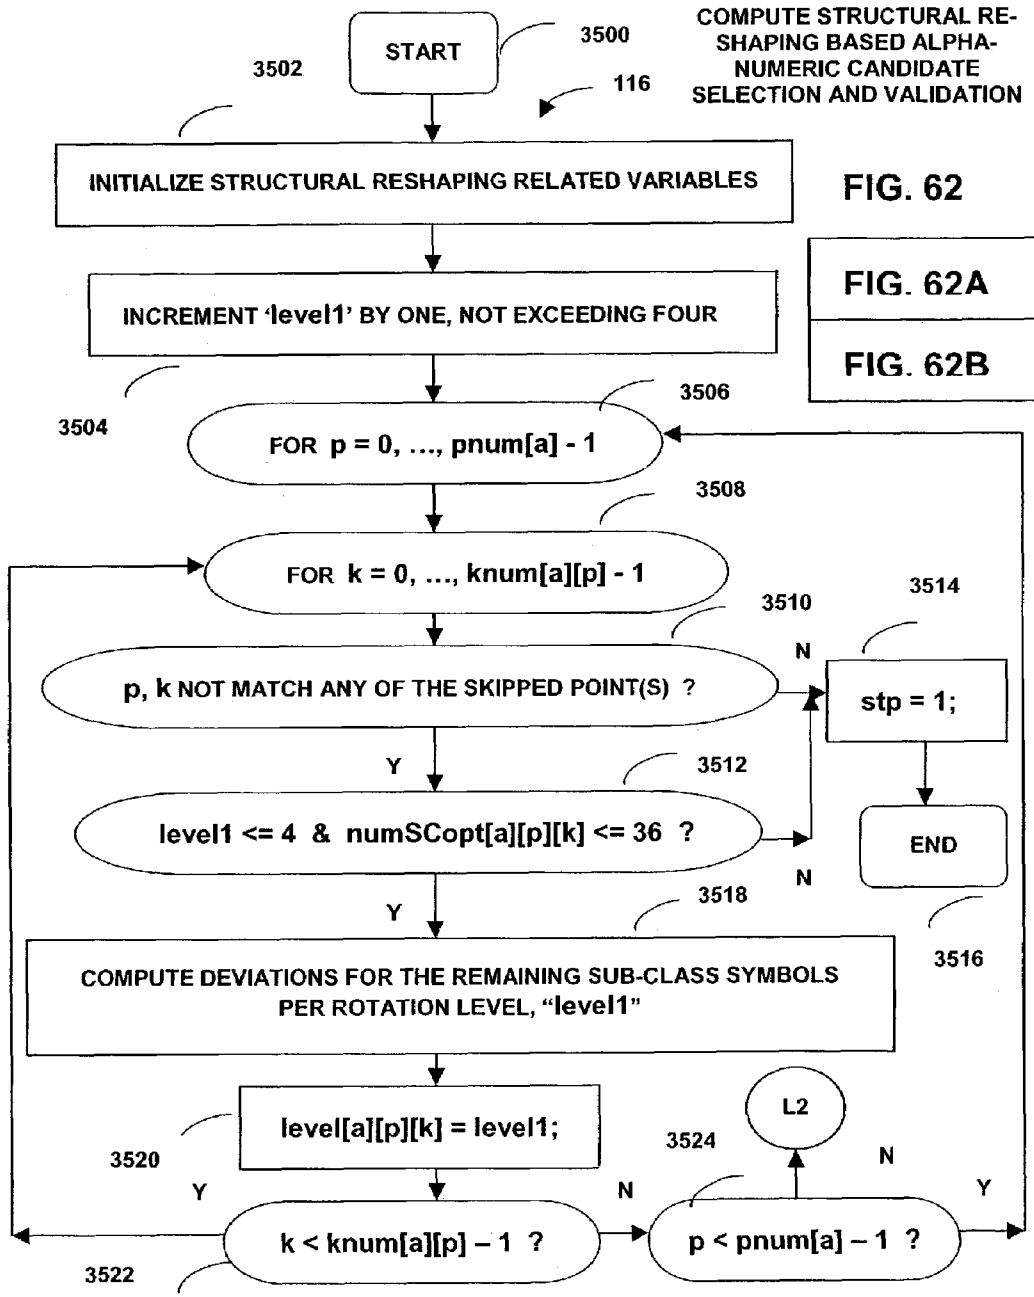 START
3500
COMPUTE STRUCTURAL RE-
SHAPING BASED ALPHA-
NUMERIC CANDIDATE
SELECTION AND VALIDATION
3502
116
INITIALIZE STRUCTURAL RESHAPING RELATED VARIABLES
FIG. 62
FIG. 62A
INCREMENT ‘level1’ BY ONE, NOT EXCEEDING FOUR
FIG. 62B
3504
3506
FOR p = 0, ..., pnum[a] - 1
3508
FOR k = 0, ..., knum[a][p] - 1
3510
3514
N
p, k NOT MATCH ANY OF THE SKIPPED POINT(S) ?
stp = 1;
Y
3512
level1 <= 4 & numSCopt[a][p][k] <= 36 ?
END
N
Y
3518
3516
COMPUTE DEVIATIONS FOR THE REMAINING SUB-CLASS SYMBOLS
PER ROTATION LEVEL, “level1”
L2
level[a][p][k] = level1;
3520
3524
N
Y
N
Y
k < knum[a][p] – 1 ?
p < pnum[a] – 1 ?
3522